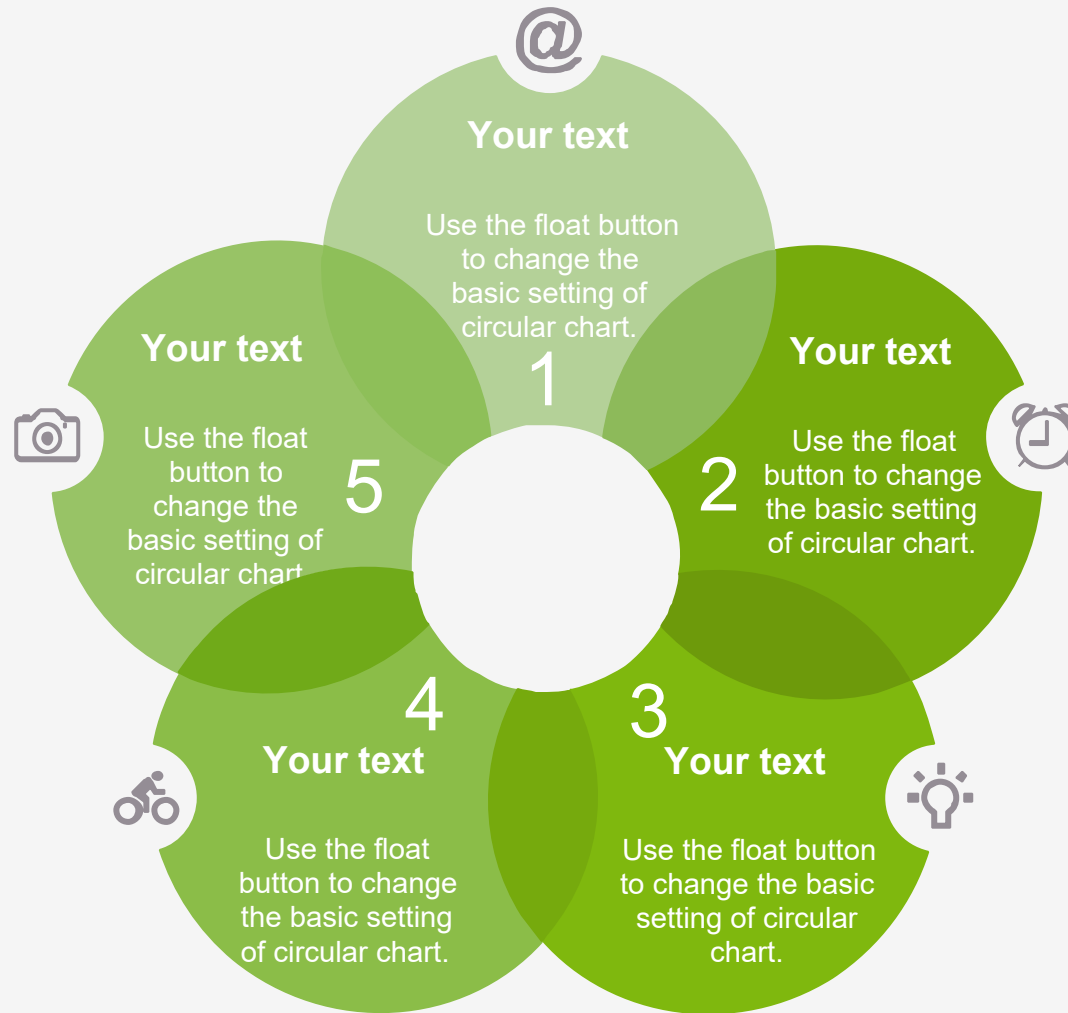 @
Your text
Use the float button
to change the
basic setting of
circular chart.
1
Your text
Use the float
button to change
the basic setting
of circular chart.
2
3
Your text
Use the float button
to change the basic
setting of circular
chart.
4
Your text
Use the float
button to change
the basic setting
of circular chart.
Your text
Use the float
button to
change the
basic setting of
circular chart
5